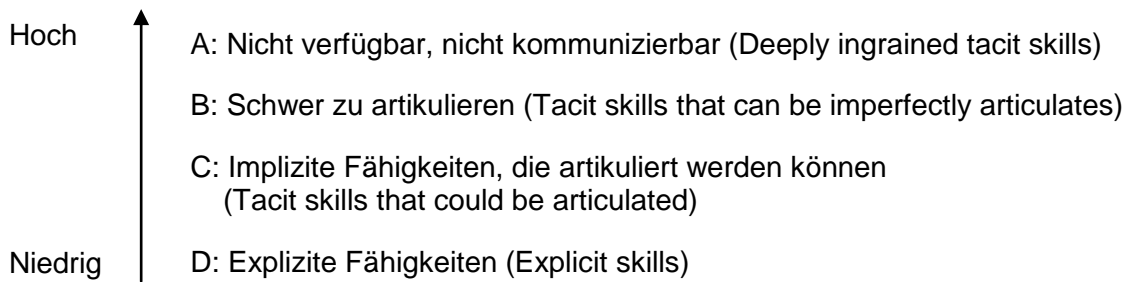 Hoch
A: Nicht verfügbar, nicht kommunizierbar (Deeply ingrained tacit skills)
B: Schwer zu artikulieren (Tacit skills that can be imperfectly articulates)
C: Implizite Fähigkeiten, die artikuliert werden können
(Tacit skills that could be articulated)
Niedrig
D: Explizite Fähigkeiten (Explicit skills)